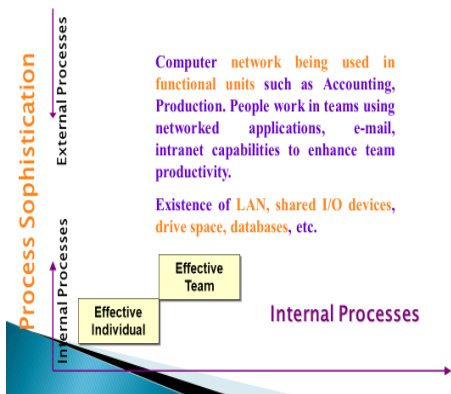 Process Sophistication
External Processes
Internal Processes
Computer network being used in
functional units such as Accounting,
Production. People work in teams using
networked applications, e-mail,
intranet capabilities to enhance team
productivity.
Existence of LAN, shared I/O devices,
drive space, databases, etc.
Effective
Team
Effective
Individual
Internal Processes